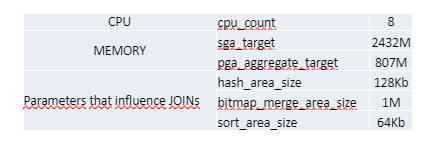 CPU cpu_count 8
MEMORY sga_target 2432M
pga_aggregate_target 807M
Parameters that influence JOINs hash_area_size 128Kb
bitmap_merge_area_size 1M
sort_area_size 64Kb